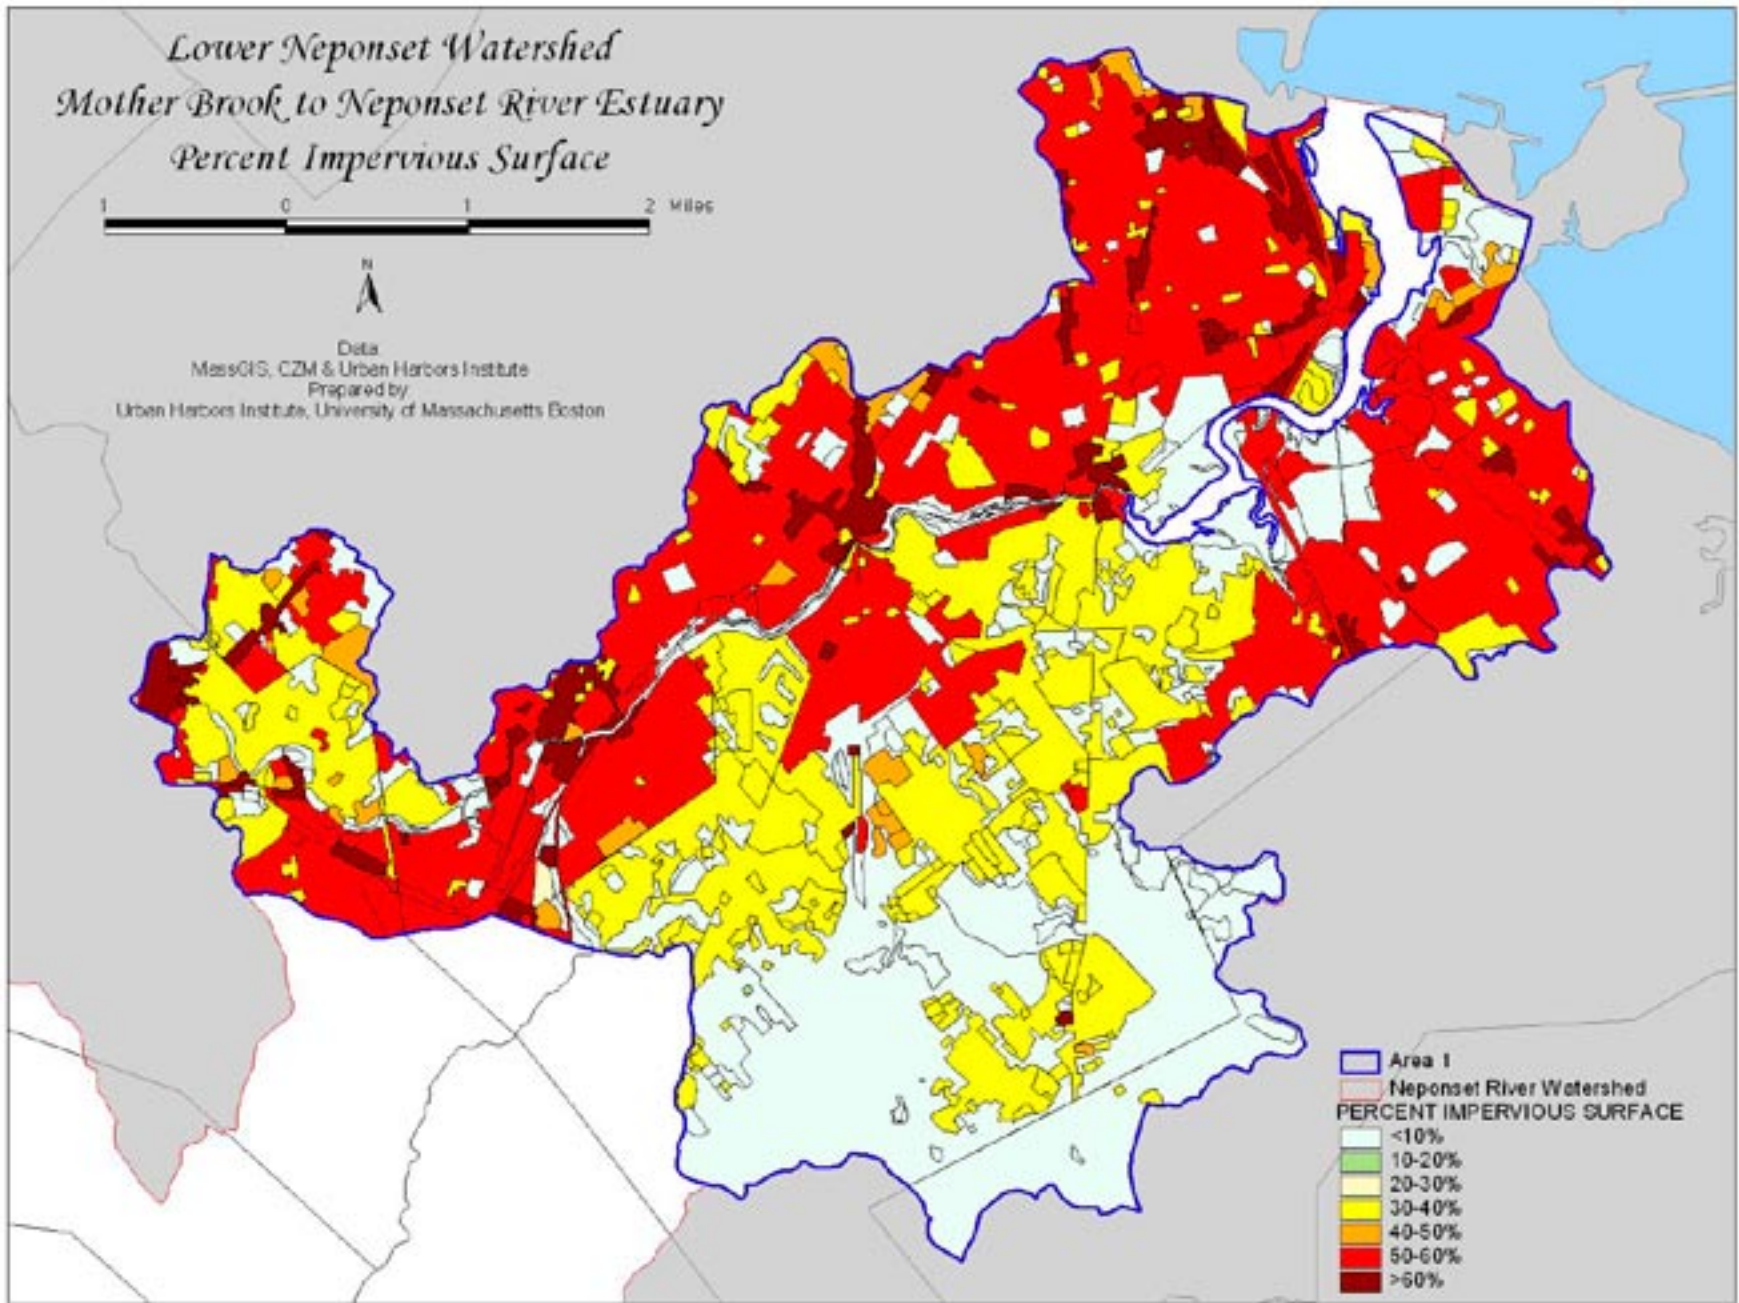 Lower Neponset Watershed
Mother Brook to Neponset River Estuary
Percent Impervious Surface
1 0 1 2 Miles
N
Data
MassGIS, CZM & Urban Harbors Institute
Prepared by
Urban Harbors Institute, University of Massachusetts Boston
Area 1
Neponset River Watershed
PERCENT IMPERVIOUS SURFACE
<10%
10-20%
20-30%
30-40%
40-50%
50-60%
>60%